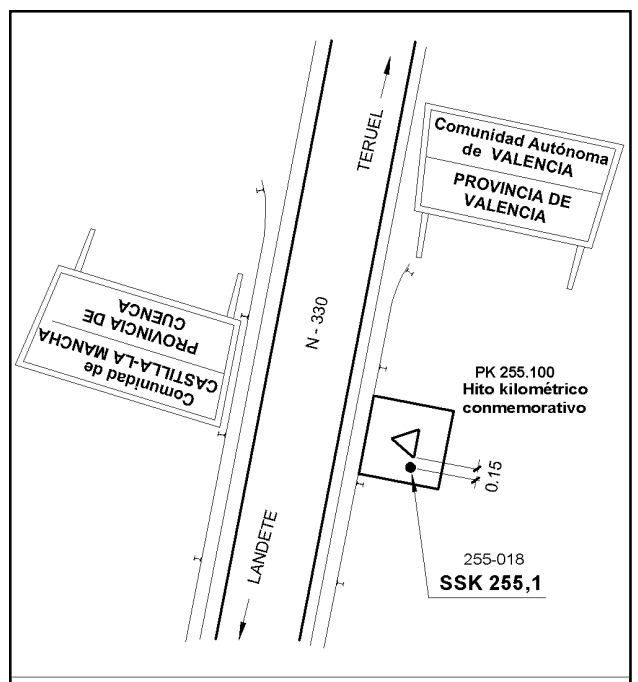 TERUEL
Comunidad Autónoma
de VALENCIA
PROVINCIA DE
VALENCIA
N - 330
Comunidad de
CASTILLA-LA MANCHA
PROVINCIA DE
CUENCA
PK 255.100
Hito kilométrico
conmemorativo
0.15
LANDETE
255-018
SSK 255,1